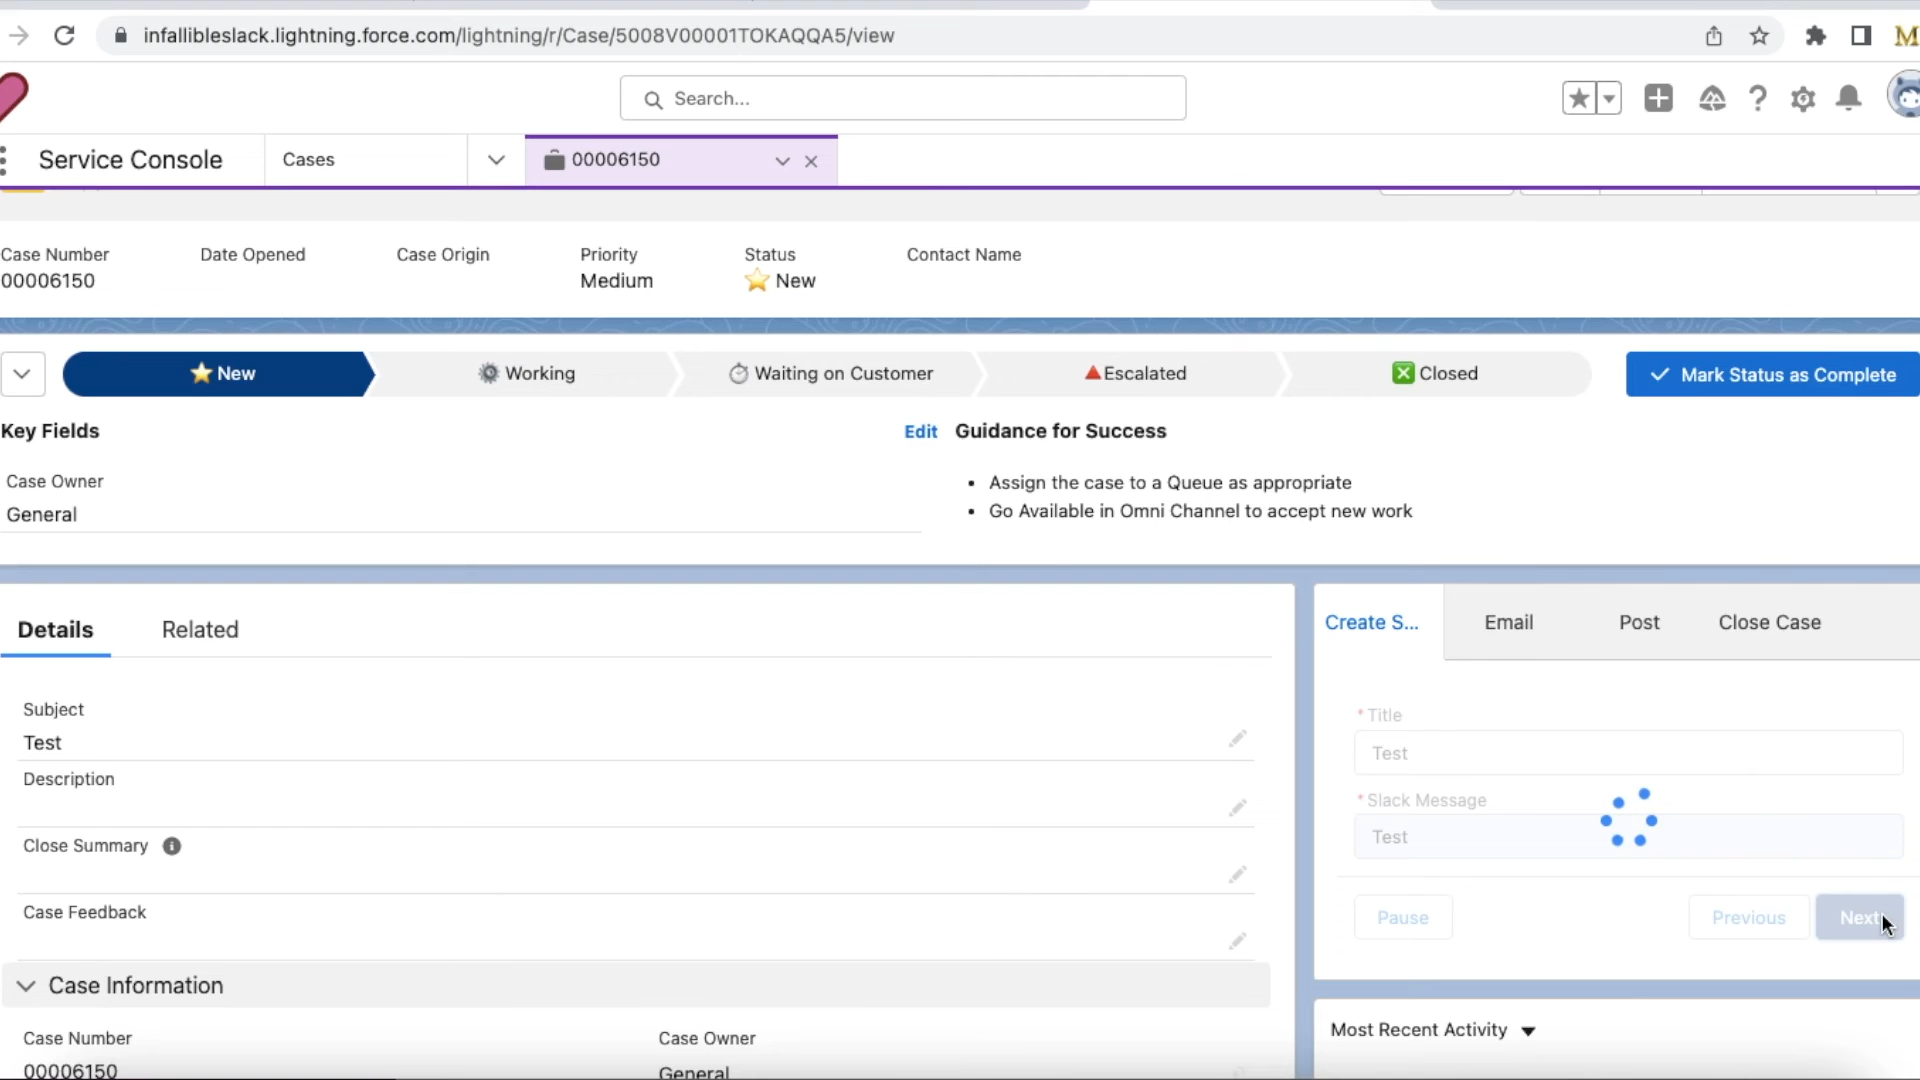 infallibleslack.lightning.force.com/lightning/r/Case/5008V00001TOKAQQA5/view
M
Search...
Service Console
Cases
00006150
Case Number
Date Opened
Case Origin
Priority
Status
Contact Name
00006150
Medium
New
New
Working
Waiting on Customer
Escalated
Closed
Mark Status as Complete
Key Fields
Edit
Guidance for Success
Case Owner
General
• Assign the case to a Queue as appropriate
• Go Available in Omni Channel to accept new work
Details
Related
Create S...
Email
Post
Close Case
Subject
Test
Description
Close Summary
Case Feedback
* Title
Test
* Slack Message
Test
Pause
Previous
Next
Case Information
Case Number
Case Owner
00006150
General
Most Recent Activity